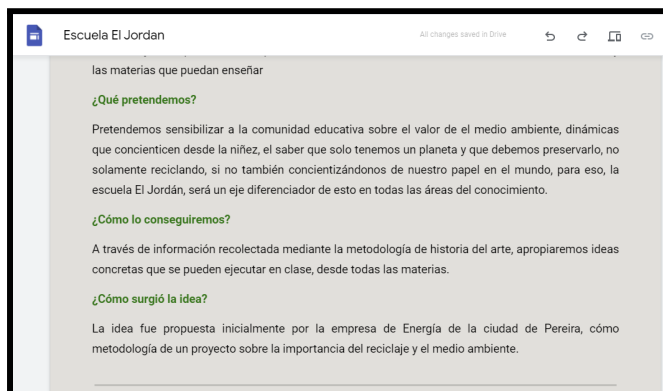 Escuela El Jordan
All changes saved in Drive
las materias que puedan enseñar
¿Qué pretendemos?
Pretendemos sensibilizar a la comunidad educativa sobre el valor de el medio ambiente, dinámicas
que concienticen desde la niñez, el saber que solo tenemos un planeta y que debemos preservarlo, no
solamente reciclando, si no también concientizándonos de nuestro papel en el mundo, para eso, la
escuela El Jordán, será un eje diferenciador de esto en todas las áreas del conocimiento.
¿Cómo lo conseguiremos?
A través de información recolectada mediante la metodología de historia del arte, apropiaremos ideas
concretas que se pueden ejecutar en clase, desde todas las materias.
¿Cómo surgió la idea?
La idea fue propuesta inicialmente por la empresa de Energía de la ciudad de Pereira, cómo
metodología de un proyecto sobre la importancia del reciclaje y el medio ambiente.